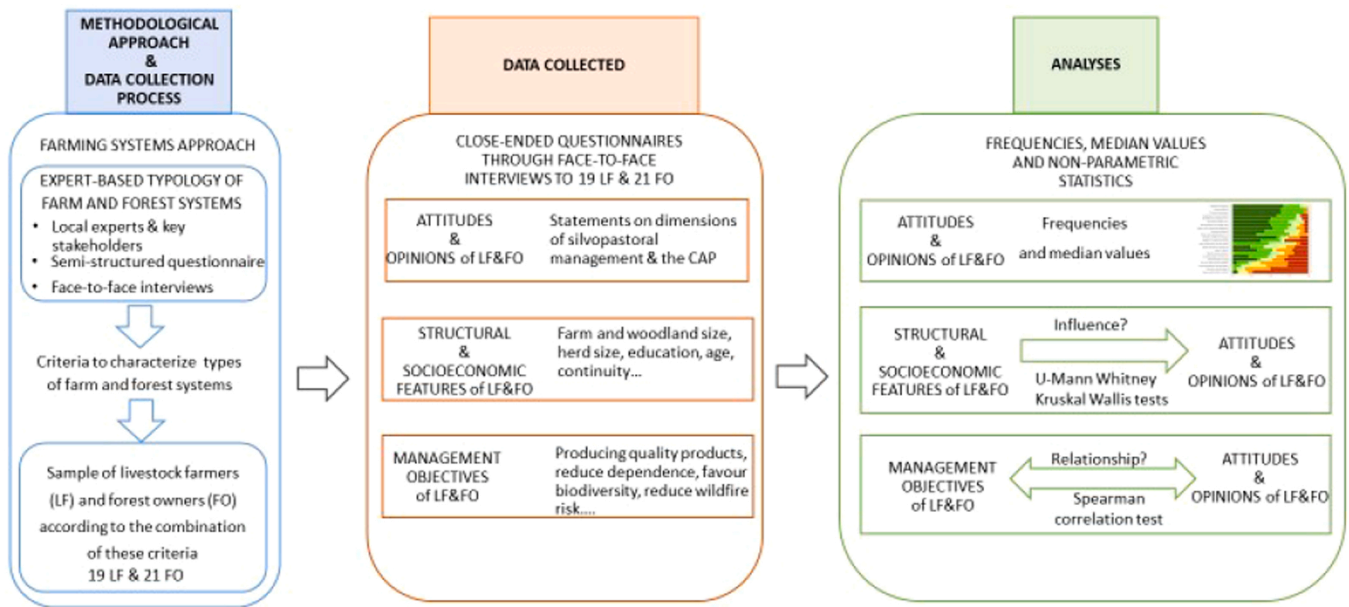 METHODOLOGICAL
APPROACH
&
DATA COLLECTION
PROCESS
FARMING SYSTEMS APPROACH
EXPERT-BASED TYPOLOGY OF
FARM AND FOREST SYSTEMS
• Local experts & key
stakeholders
• Semi-structured questionnaire
• Face-to-face interviews
Criteria to characterize types
of farm and forest systems
Sample of livestock farmers
(LF) and forest owners (FO)
according to the combination
of these criteria
19 LF & 21 FO
DATA COLLECTED
CLOSE-ENDED QUESTIONNAIRES
THROUGH FACE-TO-FACE
INTERVIEWS TO 19 LF & 21 FO
ATTITUDES
&
OPINIONS of LF&FO
Statements on dimensions
of silvopastoral
management & the CAP
STRUCTURAL
&
SOCIOECONOMIC
FEATURES of LF&FO
Farm and woodland size,
herd size, education, age,
continuity...
MANAGEMENT
OBJECTIVES
of LF&FO
Producing quality products,
reduce dependence, favour
biodiversity, reduce wildfire
risk....
ANALYSES
FREQUENCIES, MEDIAN VALUES
AND NON-PARAMETRIC
STATISTICS
ATTITUDES
&
OPINIONS of LF&FO
Frequencies
and median values
STRUCTURAL
&
SOCIOECONOMIC
FEATURES of LF&FO
Influence?
U-Mann Whitney
Kruskal Wallis tests
ATTITUDES
&
OPINIONS of LF&FO
MANAGEMENT
OBJECTIVES
of LF&FO
Relationship?
Spearman
correlation test
ATTITUDES
&
OPINIONS of LF&FO